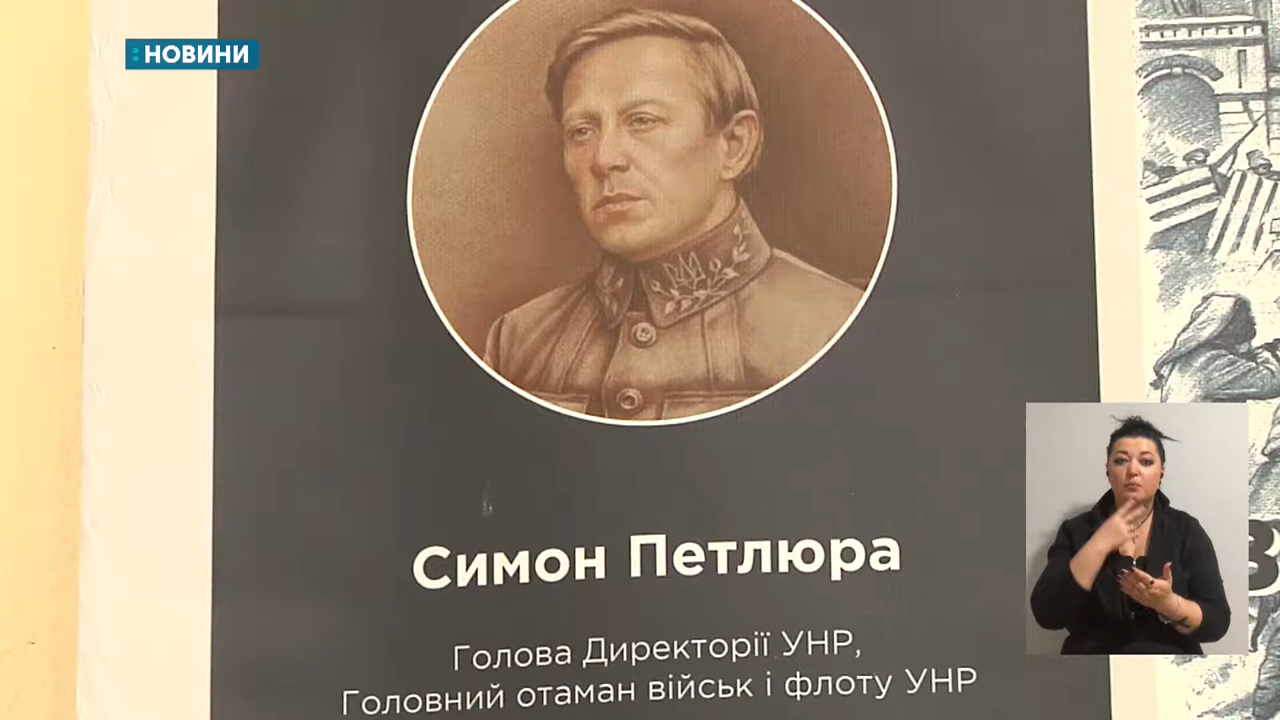 :НОВИНИ
Симон Петлюра
Голова Директорії УНР,
Головний отаман військ і флоту УНР